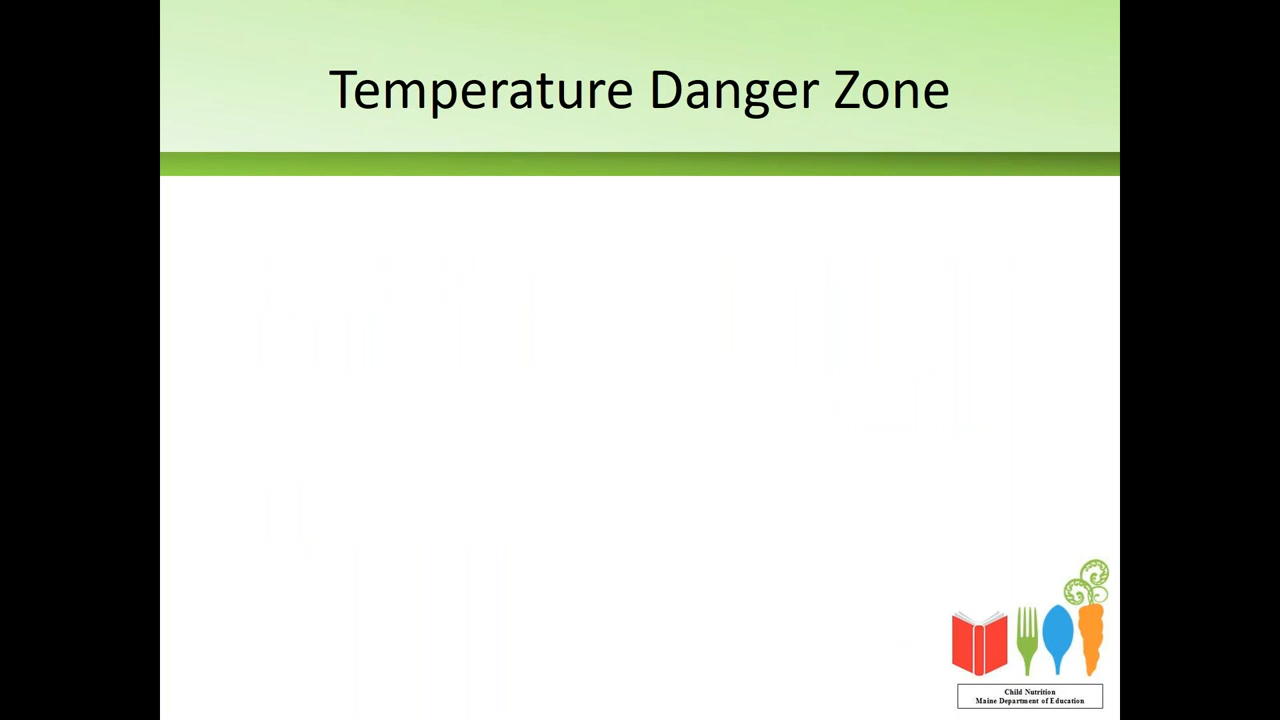 Temperature Danger Zone
Child Nutrition
Maine Department of Education